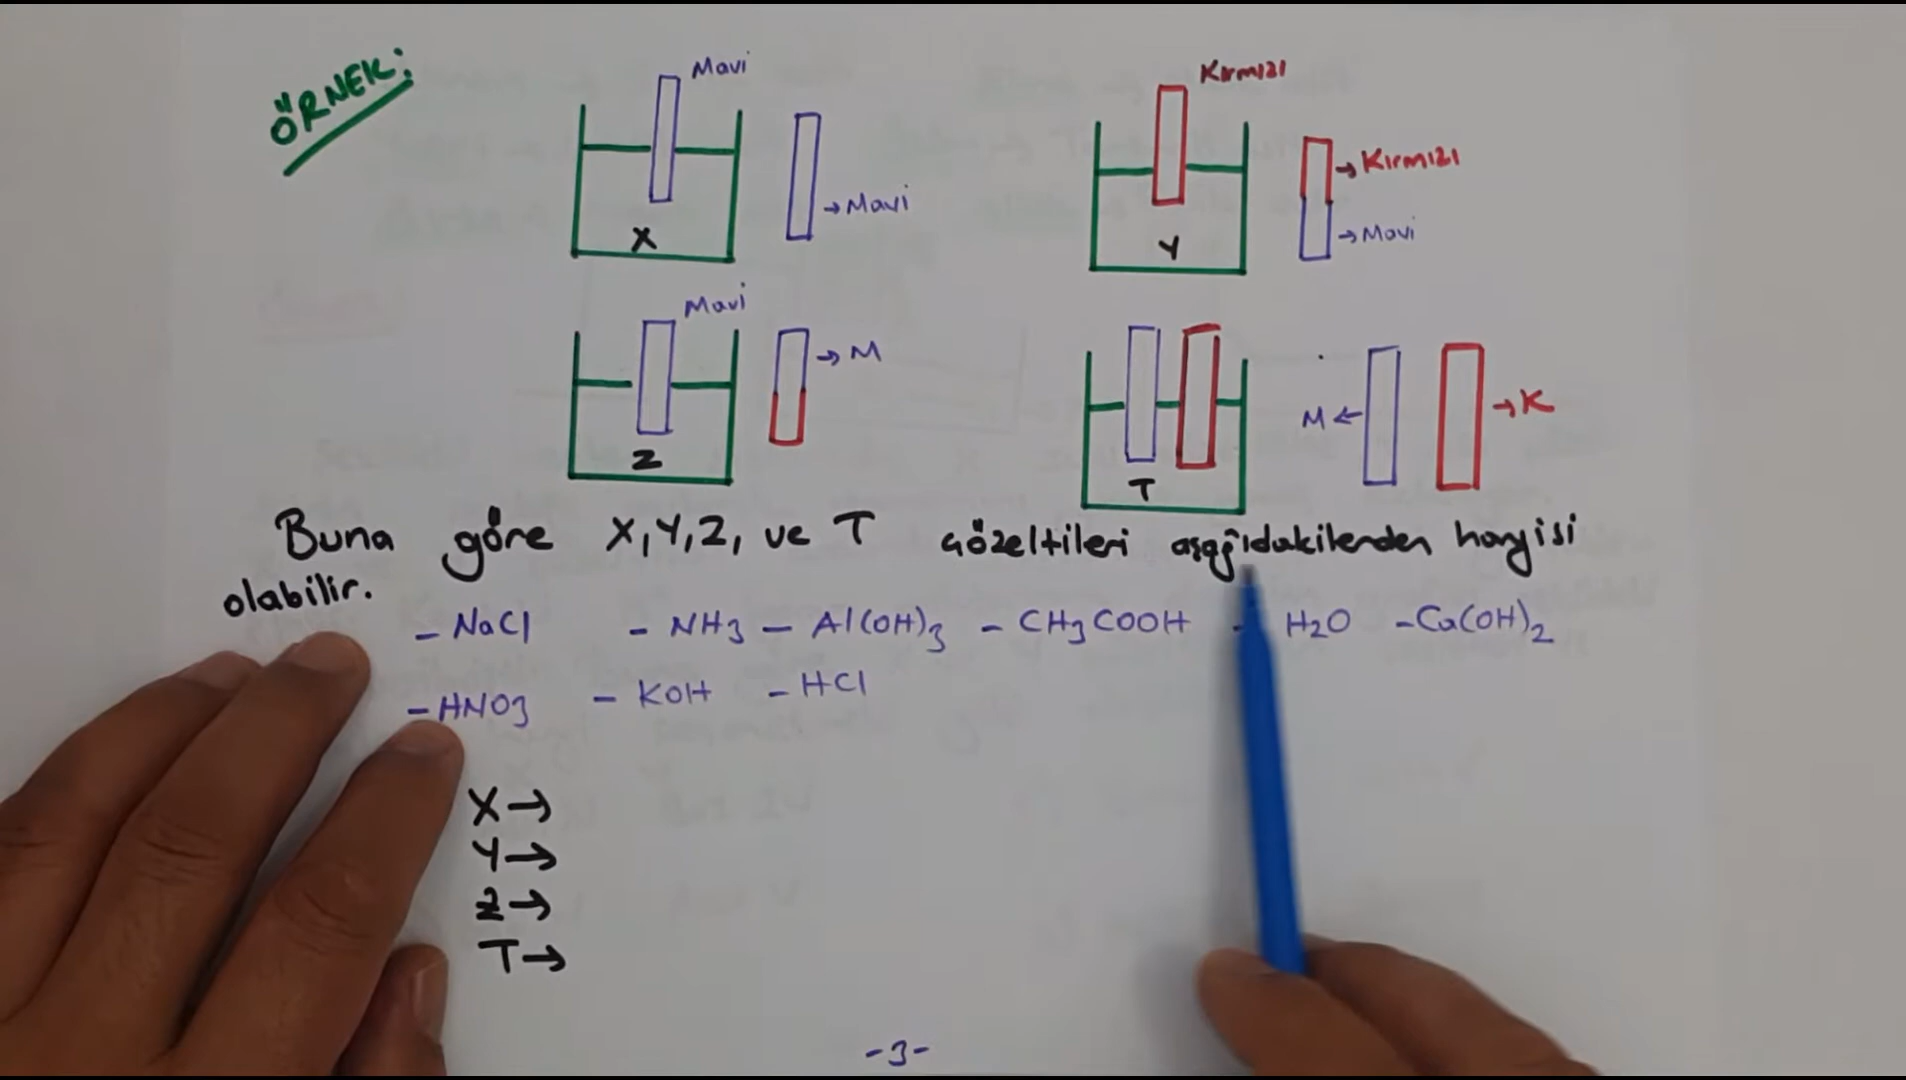 ÖRNEK:
Mavi
→Mavi
X
Kırmızı
→Kırmızı
→Mavi
Y
Mavi
→M
Z
M←
→K
T
Buna göre X,Y,Z, ve T çözeltileri aşağıdakilerden hangisi
olabilir.
- NaCl - NH3 - Al(OH)3 - CH3COOH - H2O -Ca(OH)2
-HNO3 - KOH - HCl
X→
Y→
Z→
T→
-3-